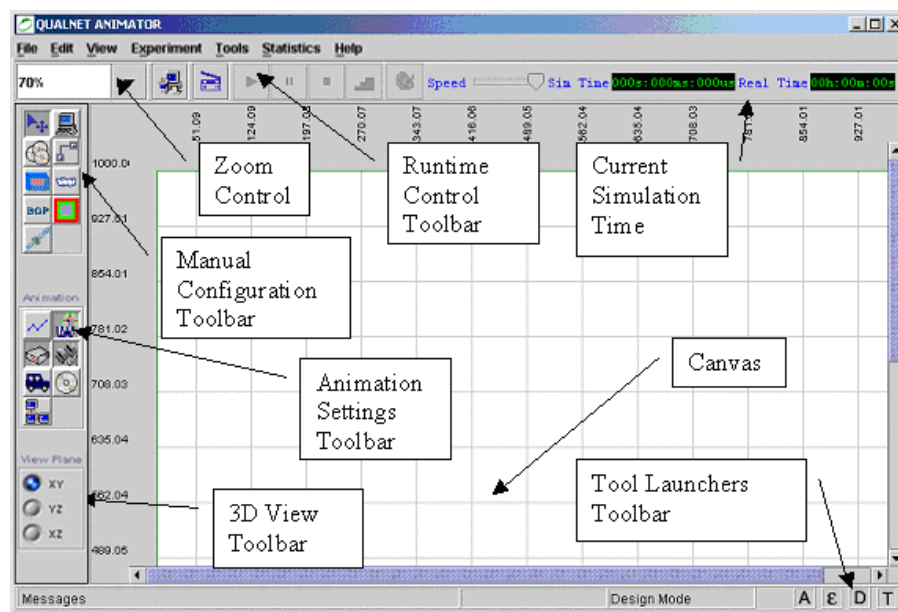 QUALNET ANIMATOR
File Edit View Experiment Tools Statistics Help
70%
Speed
Sim Time 000s:000ms:000us Real Time 00h:00m:00s
51.09 124.09 197.08 270.07 343.07 416.06 489.05 562.04 635.04 708.03 781. 854.01 927.01
1000.0
927.01
854.01
781.02
708.03
635.04
562.04
489.05
BGP
Zoom
Control
Runtime
Control
Toolbar
Current
Simulation
Time
Manual
Configuration
Toolbar
Animation
Animation
Settings
Toolbar
Canvas
View Plane
XY
YZ
XZ
3D View
Toolbar
Tool Launchers
Toolbar
Messages
Design Mode
A ε D T